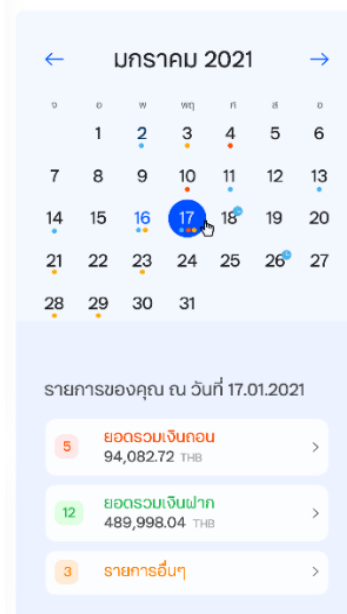 มกราคม 2021
จ อ พ พฤ ศ ส อ
1 2 3 4 5 6
7 8 9 10 11 12 13
14 15 16 17 18 19 20
21 22 23 24 25 26 27
28 29 30 31
รายการของคุณ ณ วันที่ 17.01.2021
5 ยอดรวมเงินถอน
94,082.72 THB
12 ยอดรวมเงินฝาก
489,998.04 THB
3 รายการอื่นๆ